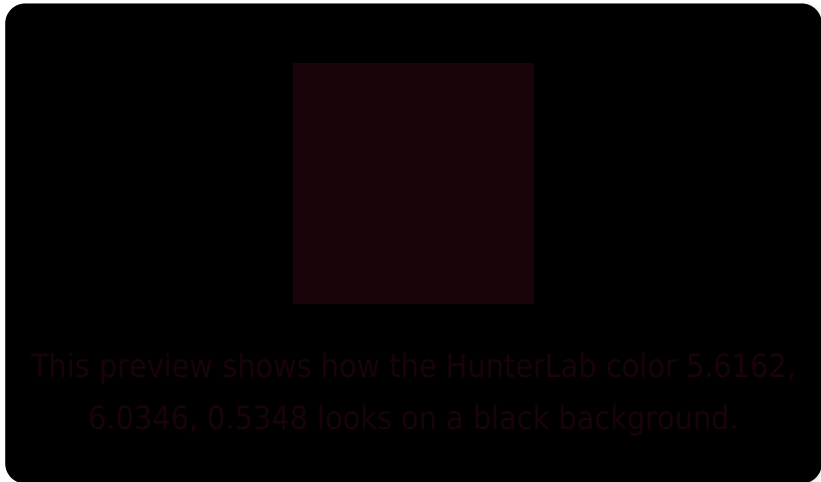 This preview shows how the HunterLab color 5.6162,
6.0346, 0.5348 looks on a black background.